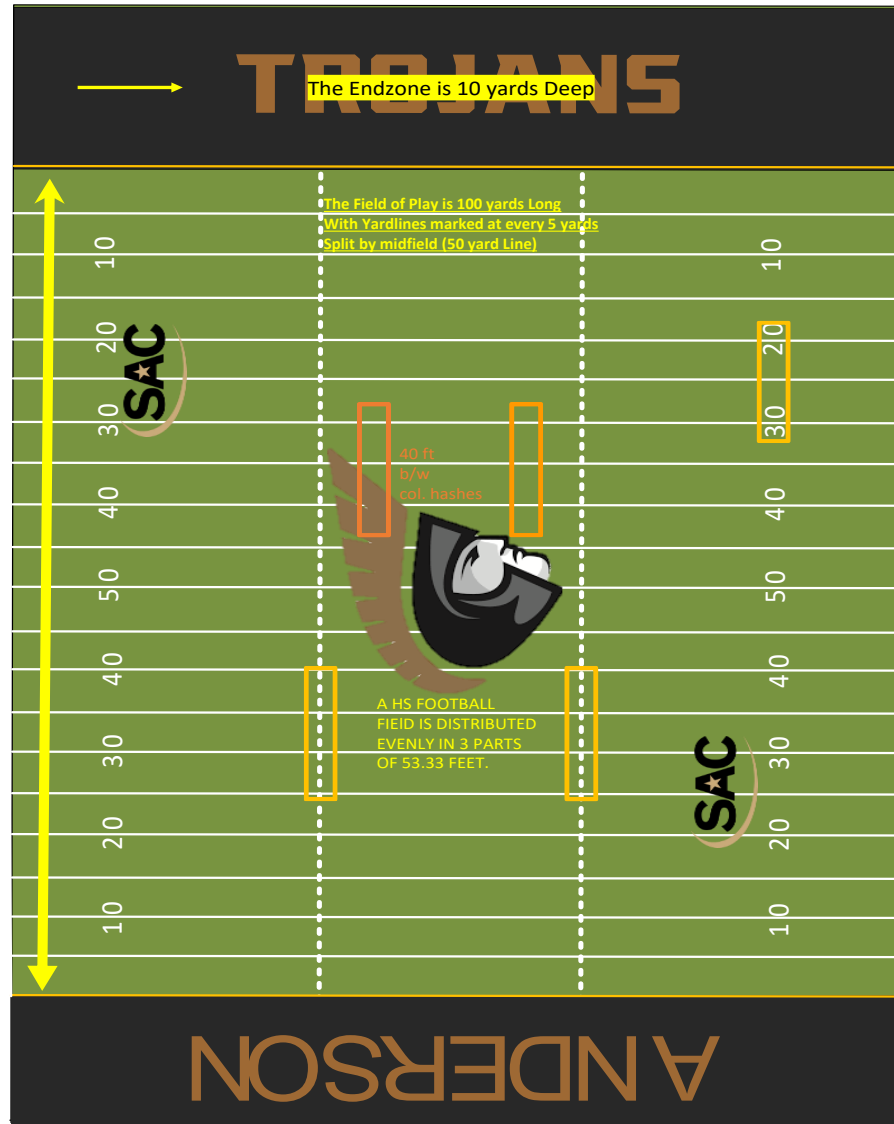 TROJANS
The Endzone is 10 yards Deep
The Field of Play is 100 yards Long
With Yardlines marked at every 5 yards
Split by midfield (50 yard Line)
10
10
20
20
SAC
30
30
40 ft
b/w
col. hashes
40
40
50
50
40
40
A HS FOOTBALL
FIElD IS DISTRIBUTED
EVENLY IN 3 PARTS
OF 53.33 FEET.
30
30
SAC
20
20
10
10
ANDERSON